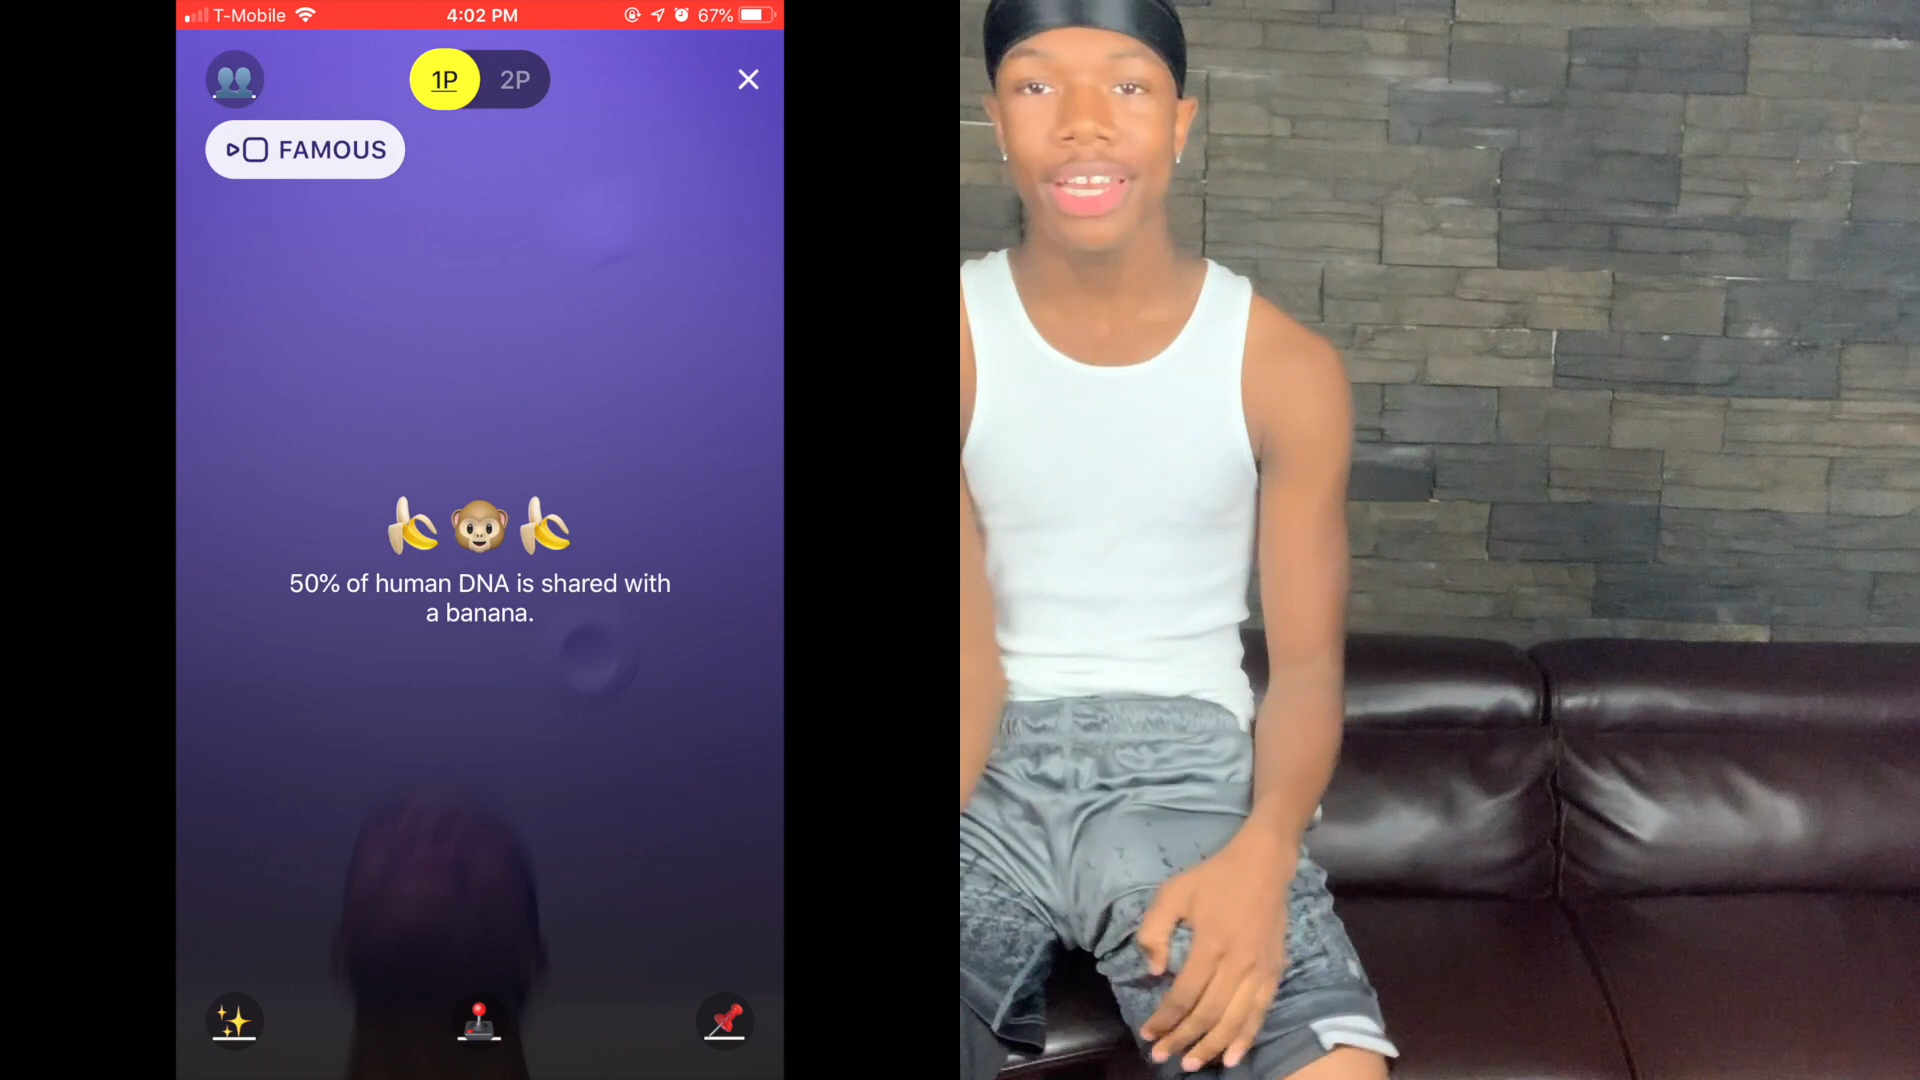 T-Mobile 4:02 PM 67%
1P 2P
FAMOUS
50% of human DNA is shared with
a banana.